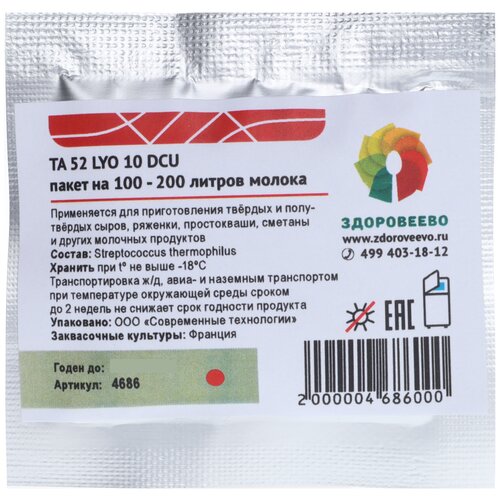 TA 52 LYO 10 DCU
пакет на 100 - 200 литров молока
Применяется для приготовления твёрдых и полу-
твёрдых сыров, ряженки, простокваши, сметаны
и других молочных продуктов
Состав: Streptococcus thermophilus
Хранить при t° не выше -18°C
Транспортировка ж/д, авиа- и наземным транспортом
при температуре окружающей среды сроком
до 2 недель не снижает срок годности продукта
Упаковано: ООО «Современные технологии»
Заквасочные культуры: Франция
Годен до:
Артикул: 4686
ЗДОРОВЕЕВО
www.zdoroveevo.ru
499 403-18-12
EAC
2 000004 686000